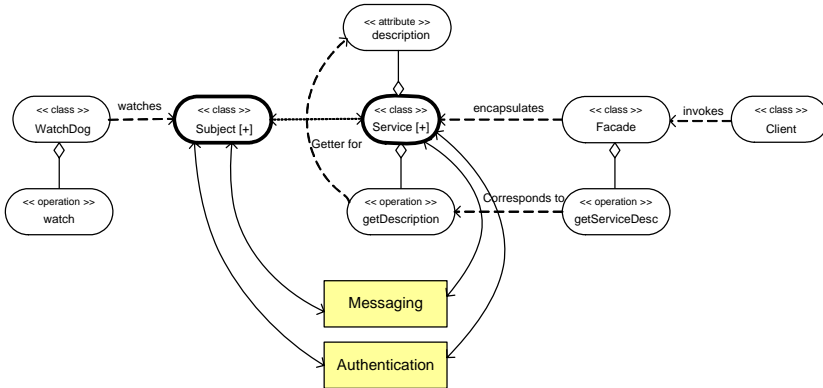 << attribute >>
description
<< class >>
WatchDog
watches
<< class >>
Subject [+]
<< class >>
Service [+]
encapsulates
<< class >>
Facade
invokes
<< class >>
Client
Getter for
<< operation >>
watch
<< operation >>
getDescription
Corresponds to
<< operation >>
getServiceDesc
Messaging
Authentication